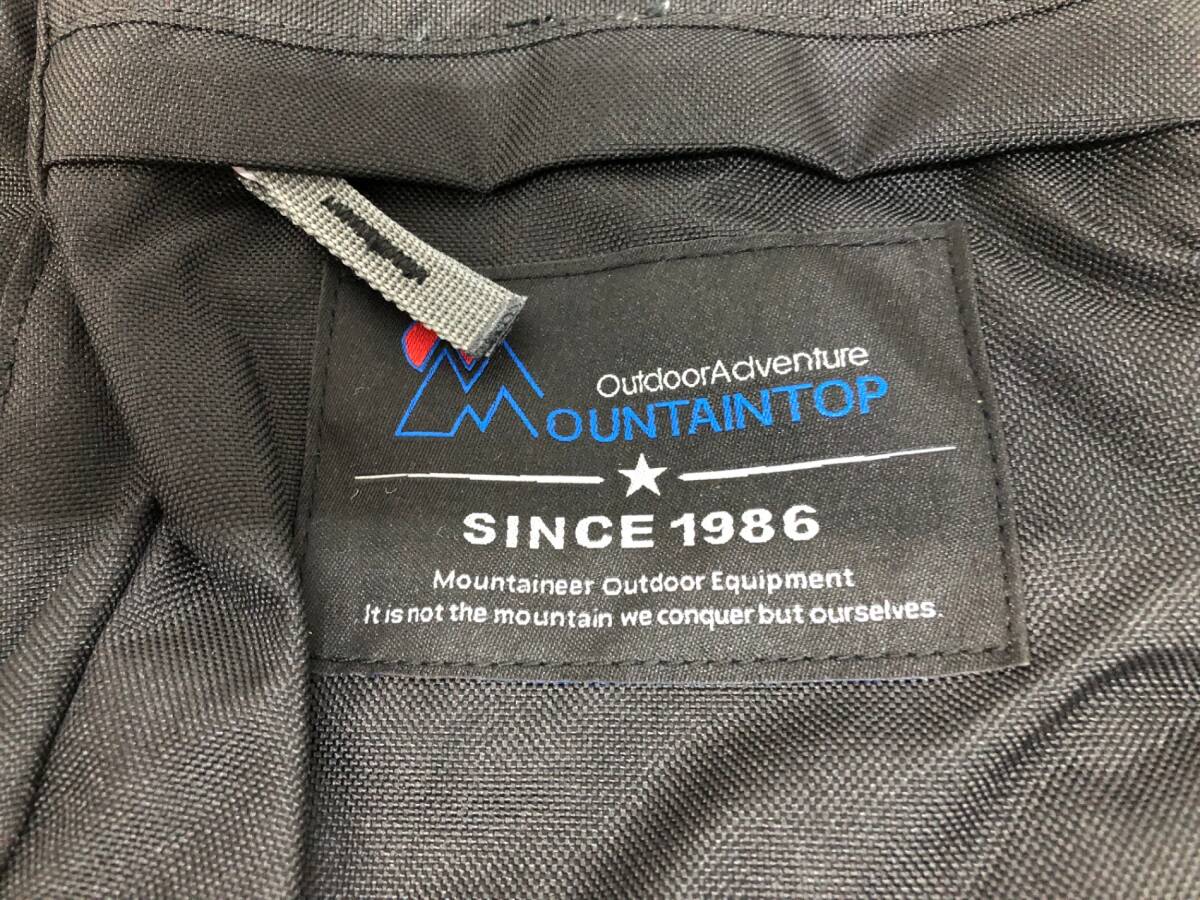 OutdoorAdventure
MOUNTAINTOP
SINCE 1986
Mountaineer Outdoor Equipment
It is not the mountain we conquer but ourselves.